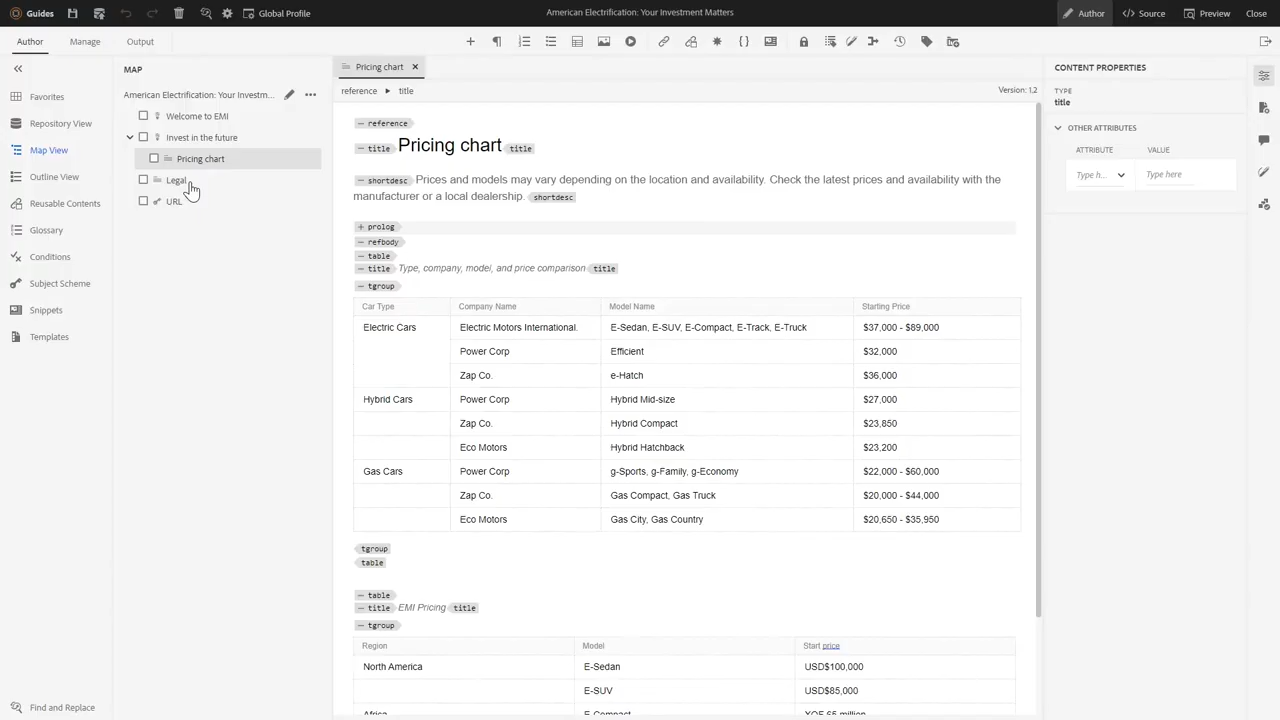 Guides
Global Profile
American Electrification: Your Investment Matters
Author
Source
Preview
Close
Author
Manage
Output
Favorites
Repository View
Map View
Outline View
Reusable Contents
Glossary
Conditions
Subject Scheme
Snippets
Templates
Find and Replace
MAP
American Electrification: Your Investm...
Welcome to EMI
Invest in the future
Pricing chart
Legal
URL
Pricing chart
reference
title
Version: 1.2
reference
title Pricing chart title
shortdesc Prices and models may vary depending on the location and availability. Check the latest prices and availability with the
manufacturer or a local dealership. shortdesc
prolog
refbody
table
title Type, company, model, and price comparison title
tgroup
Car Type Company Name Model Name Starting Price
Electric Cars Electric Motors International. E-Sedan, E-SUV, E-Compact, E-Track, E-Truck $37,000 - $89,000
Power Corp Efficient $32,000
Zap Co. e-Hatch $36,000
Hybrid Cars Power Corp Hybrid Mid-size $27,000
Zap Co. Hybrid Compact $23,850
Eco Motors Hybrid Hatchback $23,200
Gas Cars Power Corp g-Sports, g-Family, g-Economy $22,000 - $60,000
Zap Co. Gas Compact, Gas Truck $20,000 - $44,000
Eco Motors Gas City, Gas Country $20,650 - $35,950
tgroup
table
table
title EMI Pricing title
tgroup
Region Model Start price
North America E-Sedan USD$100,000
E-SUV USD$85,000
Africa E-Compact XOF 65 million
CONTENT PROPERTIES
TYPE
title
OTHER ATTRIBUTES
ATTRIBUTE VALUE
Type h... Type here